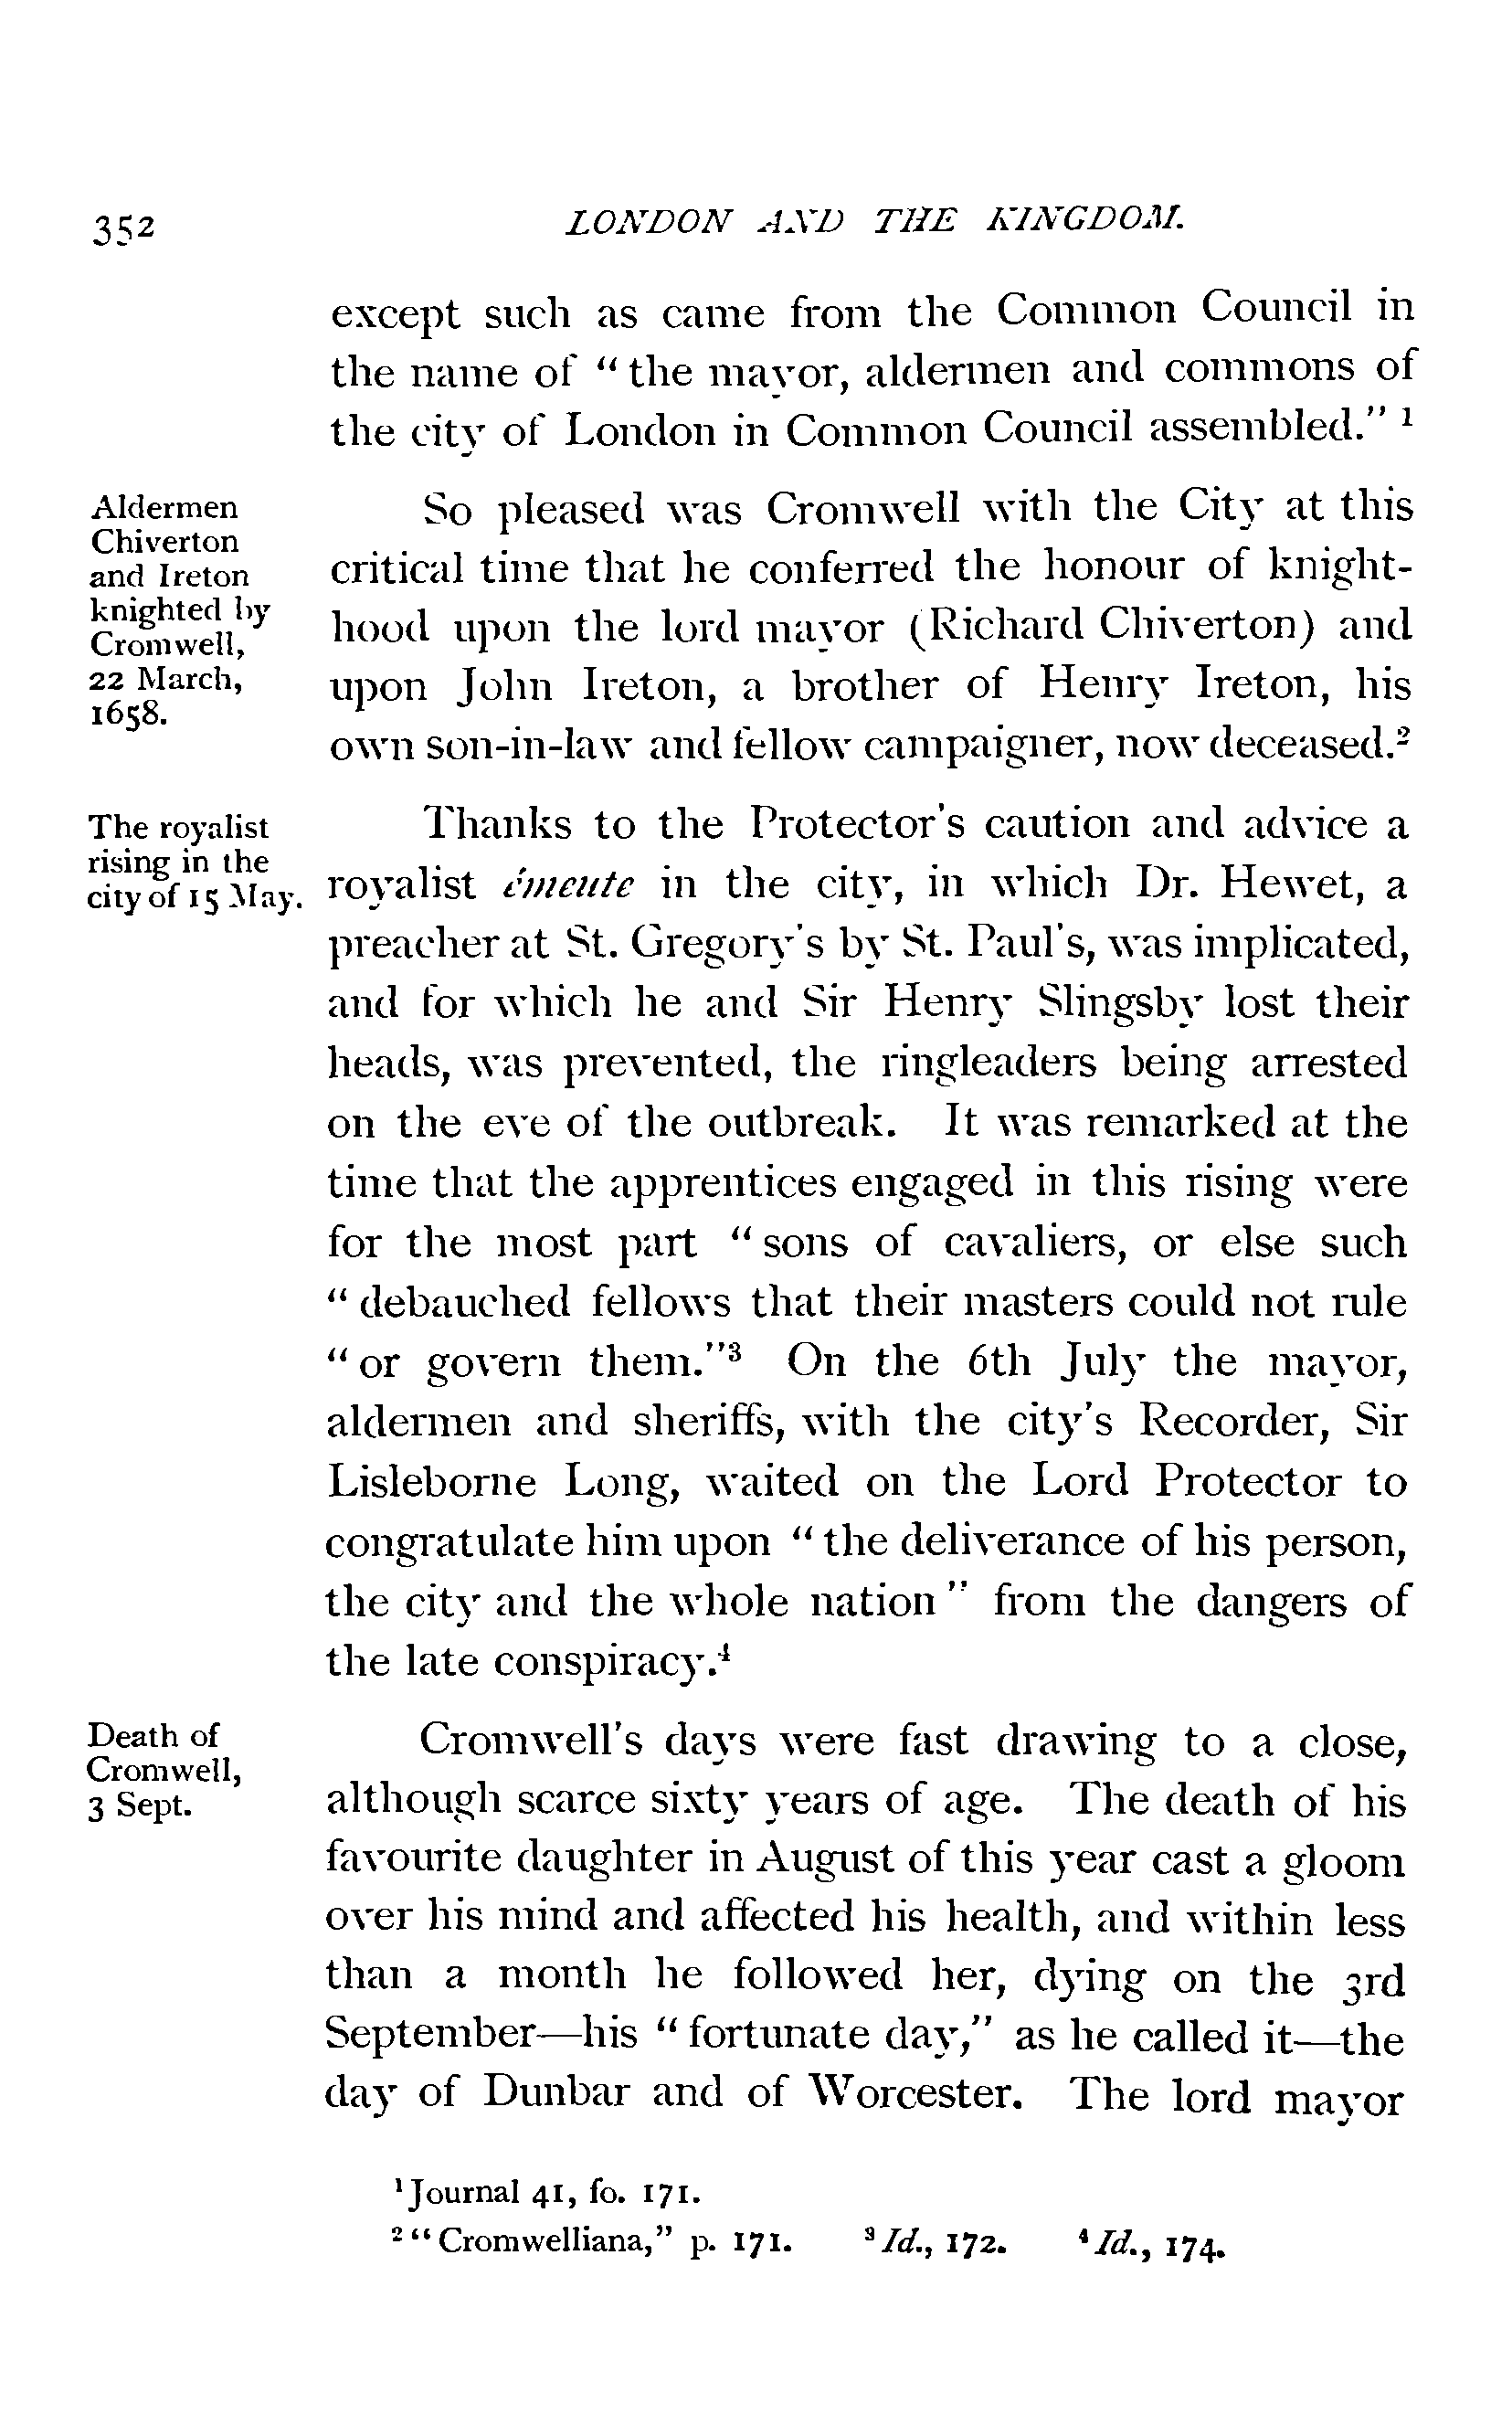 352
LONDON AND THE KINGDOM.
except such as came from the Common Council in
the name of “ the mayor, aldermen and commons of
the city of London in Common Council assembled.” ¹
Aldermen
Chiverton
and Ireton
knighted by
Cromwell,
22 March,
1658.
So pleased was Cromwell with the City at this
critical time that he conferred the honour of knight-
hood upon the lord mayor (Richard Chiverton) and
upon John Ireton, a brother of Henry Ireton, his
own son-in-law and fellow campaigner, now deceased.²
The royalist
rising in the
city of 15 May.
Thanks to the Protector’s caution and advice a
royalist émeute in the city, in which Dr. Hewet, a
preacher at St. Gregory’s by St. Paul’s, was implicated,
and for which he and Sir Henry Slingsby lost their
heads, was prevented, the ringleaders being arrested
on the eve of the outbreak. It was remarked at the
time that the apprentices engaged in this rising were
for the most part “ sons of cavaliers, or else such
“ debauched fellows that their masters could not rule
“ or govern them.”³ On the 6th July the mayor,
aldermen and sheriffs, with the city’s Recorder, Sir
Lisleborne Long, waited on the Lord Protector to
congratulate him upon “ the deliverance of his person,
the city and the whole nation ” from the dangers of
the late conspiracy.⁴
Death of
Cromwell,
3 Sept.
Cromwell’s days were fast drawing to a close,
although scarce sixty years of age. The death of his
favourite daughter in August of this year cast a gloom
over his mind and affected his health, and within less
than a month he followed her, dying on the 3rd
September—his “ fortunate day,” as he called it—the
day of Dunbar and of Worcester. The lord mayor
¹ Journal 41, fo. 171.
² “ Cromwelliana,” p. 171. ³ Id., 172. ⁴ Id., 174.